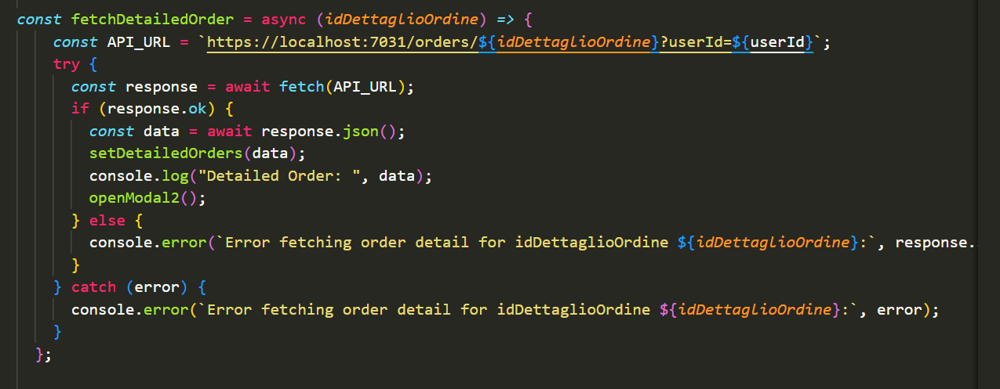 const fetchDetailedOrder = async (idDettaglioOrdine) => {
const API_URL = `https://localhost:7031/orders/${idDettaglioOrdine}?userId=${userId}`;
try {
const response = await fetch(API_URL);
if (response.ok) {
const data = await response.json();
setDetailedOrders(data);
console.log("Detailed Order: ", data);
openModal2();
} else {
console.error(`Error fetching order detail for idDettaglioOrdine ${idDettaglioOrdine}:`, response.
}
} catch (error) {
console.error(`Error fetching order detail for idDettaglioOrdine ${idDettaglioOrdine}:`, error);
}
};